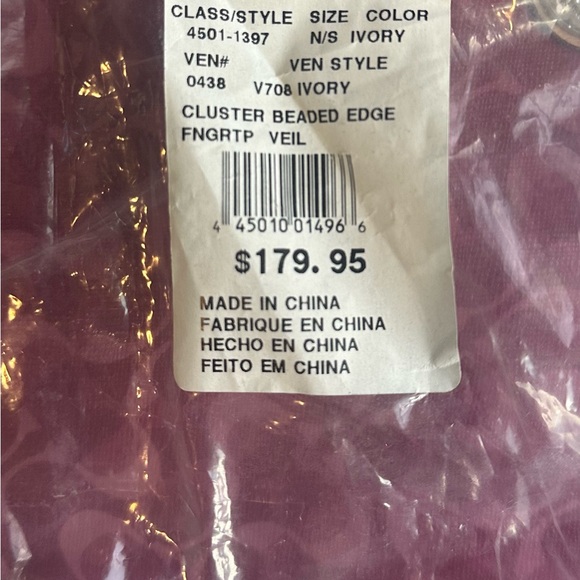 CLASS/STYLE SIZE COLOR
4501-1397 N/S IVORY
VEN# VEN STYLE
0438 V708 IVORY
CLUSTER BEADED EDGE
FNGRTP VEIL
4 45010 01496 6
$179.95
MADE IN CHINA
FABRIQUE EN CHINA
HECHO EN CHINA
FEITO EM CHINA